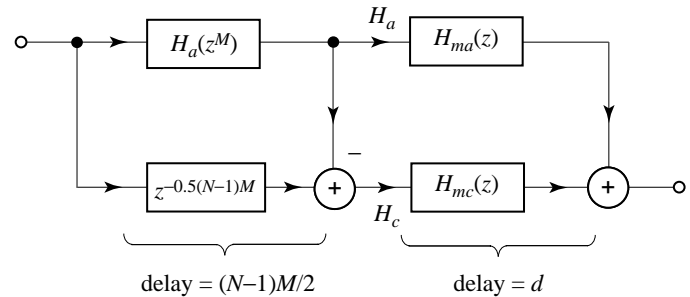 H_a
H_a(z^M)
H_ma(z)
–
z^–0.5(N–1)M
+
H_mc(z)
+
H_c
delay = (N–1)M/2
delay = d